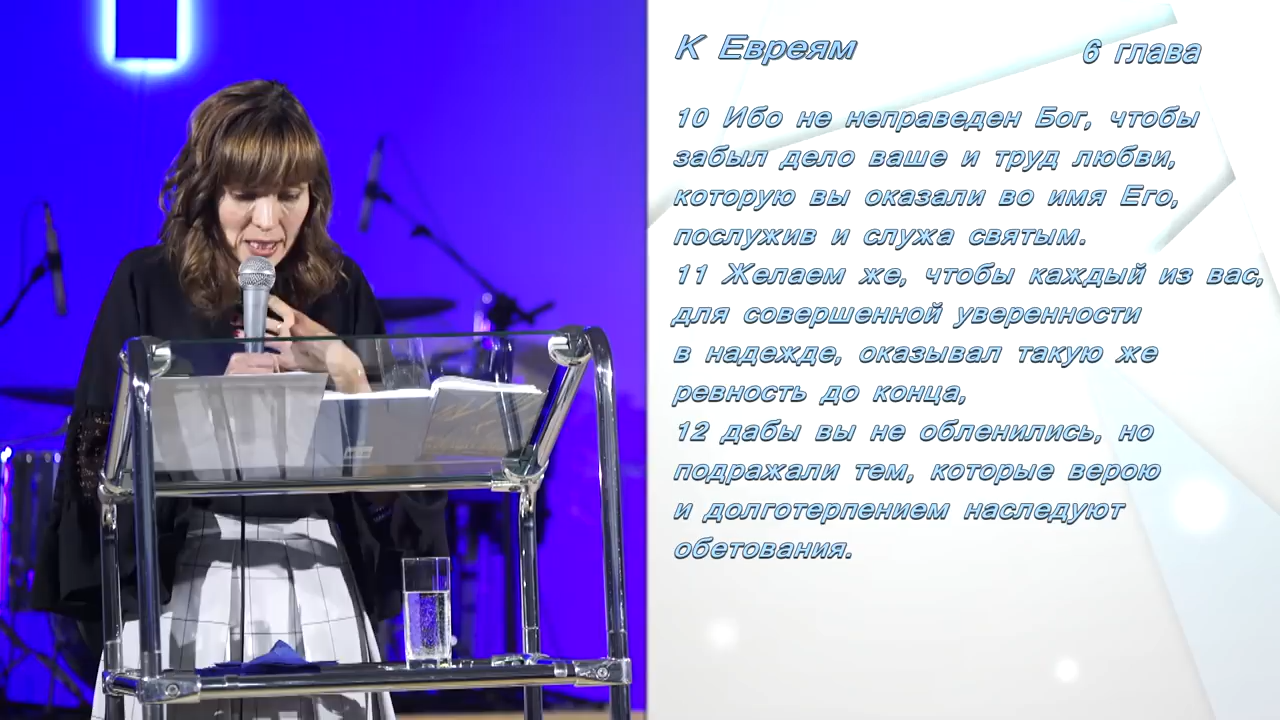 К Евреям 6 глава
10 Ибо не неправеден Бог, чтобы
забыл дело ваше и труд любви,
которую вы оказали во имя Его,
послужив и служа святым.
11 Желаем же, чтобы каждый из вас,
для совершенной уверенности
в надежде, оказывал такую же
ревность до конца,
12 дабы вы не обленились, но
подражали тем, которые верою
и долготерпением наследуют
обетования.